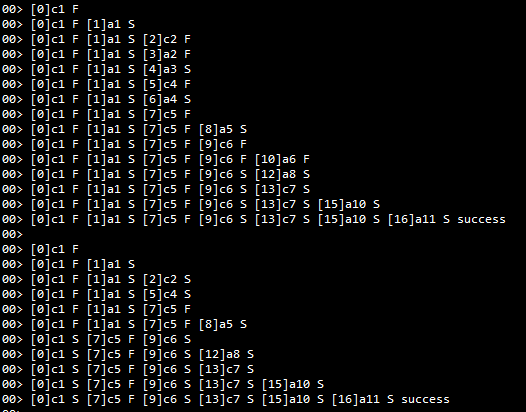 00> [0]c1 F
00> [0]c1 F [1]a1 S
00> [0]c1 F [1]a1 S [2]c2 F
00> [0]c1 F [1]a1 S [3]a2 F
00> [0]c1 F [1]a1 S [4]a3 S
00> [0]c1 F [1]a1 S [5]c4 F
00> [0]c1 F [1]a1 S [6]a4 S
00> [0]c1 F [1]a1 S [7]c5 F
00> [0]c1 F [1]a1 S [7]c5 F [8]a5 S
00> [0]c1 F [1]a1 S [7]c5 F [9]c6 F
00> [0]c1 F [1]a1 S [7]c5 F [9]c6 F [10]a6 F
00> [0]c1 F [1]a1 S [7]c5 F [9]c6 S [12]a8 S
00> [0]c1 F [1]a1 S [7]c5 F [9]c6 S [13]c7 S
00> [0]c1 F [1]a1 S [7]c5 F [9]c6 S [13]c7 S [15]a10 S
00> [0]c1 F [1]a1 S [7]c5 F [9]c6 S [13]c7 S [15]a10 S [16]a11 S success
00>
00> [0]c1 F
00> [0]c1 F [1]a1 S
00> [0]c1 F [1]a1 S [2]c2 S
00> [0]c1 F [1]a1 S [5]c4 S
00> [0]c1 F [1]a1 S [7]c5 F
00> [0]c1 F [1]a1 S [7]c5 F [8]a5 S
00> [0]c1 S [7]c5 F [9]c6 S
00> [0]c1 S [7]c5 F [9]c6 S [12]a8 S
00> [0]c1 S [7]c5 F [9]c6 S [13]c7 S
00> [0]c1 S [7]c5 F [9]c6 S [13]c7 S [15]a10 S
00> [0]c1 S [7]c5 F [9]c6 S [13]c7 S [15]a10 S [16]a11 S success